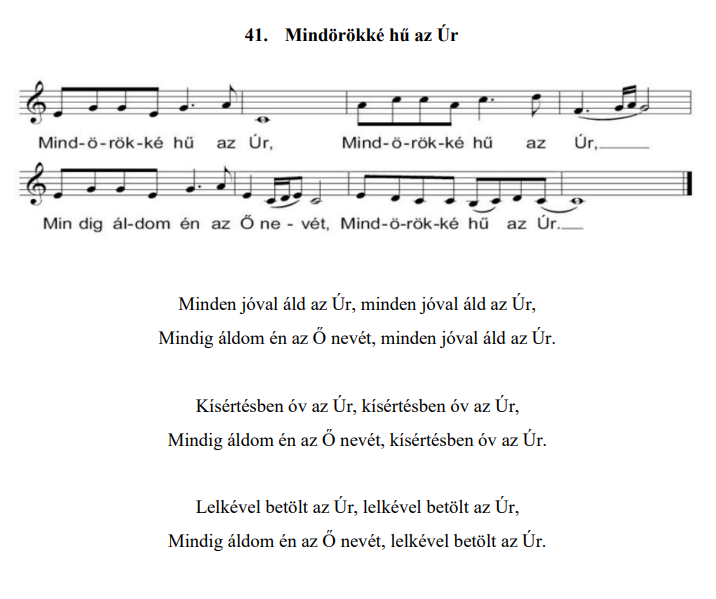 41. Mindörökké hű az Úr
Mind-ö-rök-ké hű az Úr, Mind-ö-rök-ké hű az Úr,
Min dig ál-dom én az Ő ne - vét, Mind-ö-rök-ké hű az Úr.
Minden jóval áld az Úr, minden jóval áld az Úr,
Mindig áldom én az Ő nevét, minden jóval áld az Úr.
Kísértésben óv az Úr, kísértésben óv az Úr,
Mindig áldom én az Ő nevét, kísértésben óv az Úr.
Lelkével betölt az Úr, lelkével betölt az Úr,
Mindig áldom én az Ő nevét, lelkével betölt az Úr.